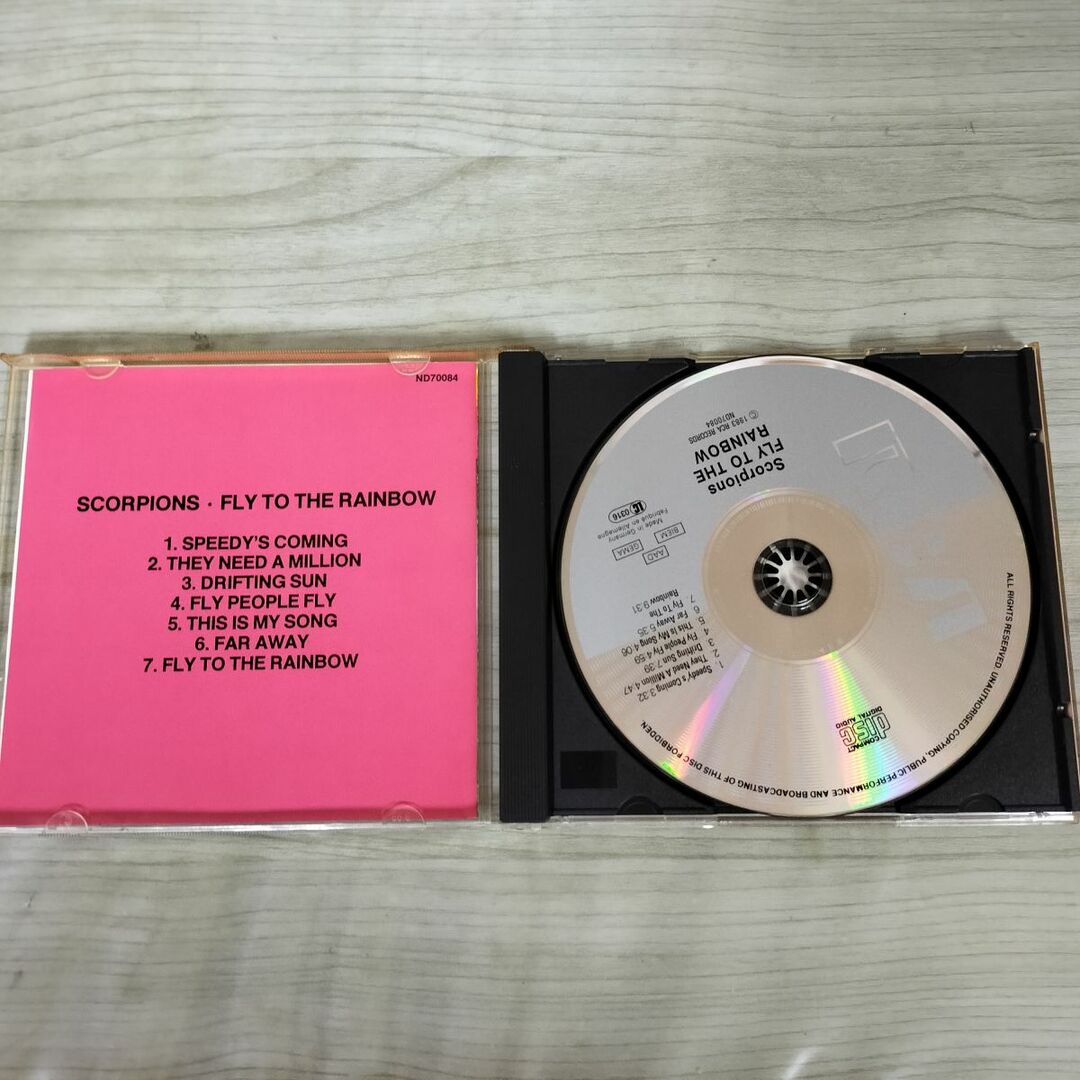 ND70084
SCORPIONS · FLY TO THE RAINBOW
1. SPEEDY'S COMING
2. THEY NEED A MILLION
3. DRIFTING SUN
4. FLY PEOPLE FLY
5. THIS IS MY SONG
6. FAR AWAY
7. FLY TO THE RAINBOW
Scorpions
FLY TO THE
RAINBOW
© 1983 RCA RECORDS
ND70084
LC 0316
Made in Germany
Fabriqué en Allemagne
BIEM
GEMA
AAD
1. Speedy's Coming 3:32
2. They Need A Million 4:47
3. Drifting Sun 7:39
4. Fly People Fly 4:59
5. This Is My Song 4:06
6. Far Away 5:35
7. Fly To The
Rainbow 9:31
COMPACT
disc
DIGITAL AUDIO
ALL RIGHTS RESERVED. UNAUTHORISED COPYING, PUBLIC PERFORMANCE AND BROADCASTING OF THIS DISC FORBIDDEN